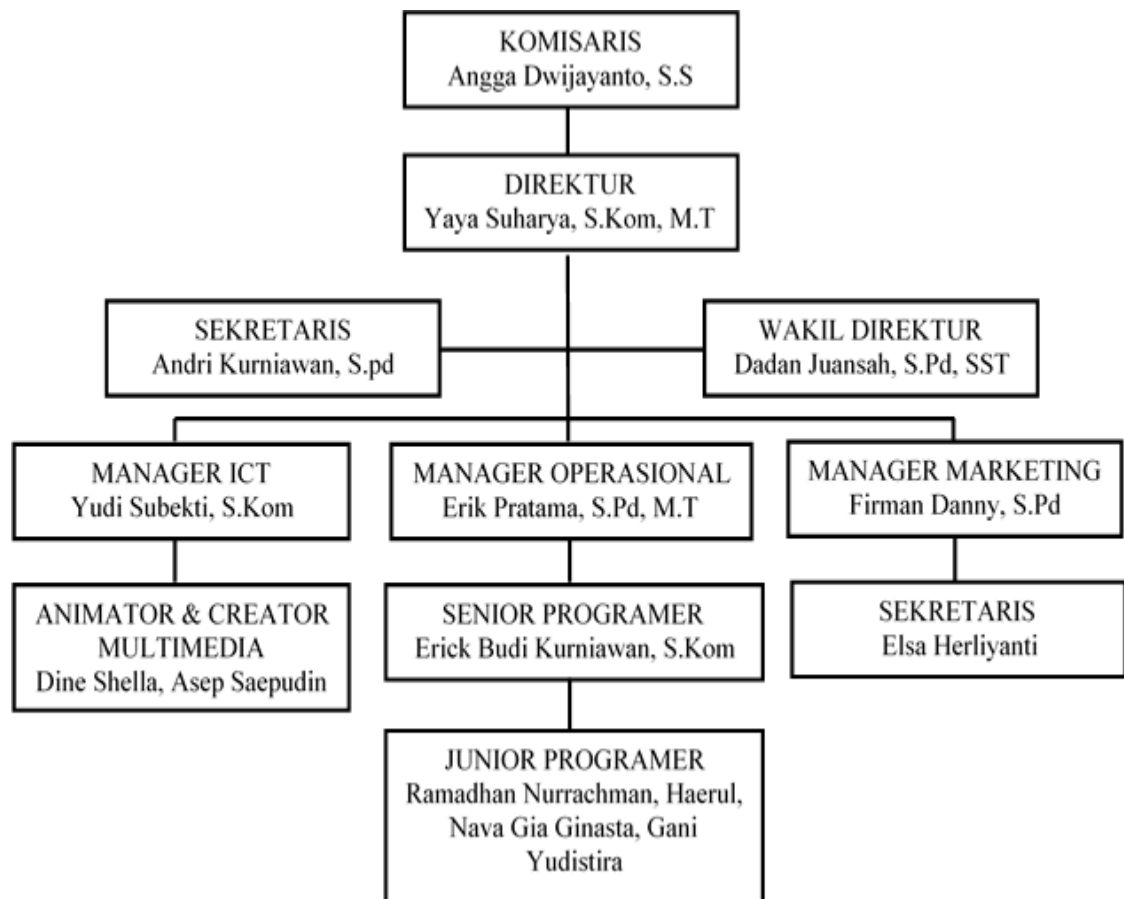 KOMISARIS
Angga Dwijayanto, S.S
DIREKTUR
Yaya Suharya, S.Kom, M.T
SEKRETARIS
Andri Kurniawan, S.pd
WAKIL DIREKTUR
Dadan Juansah, S.Pd, SST
MANAGER ICT
Yudi Subekti, S.Kom
MANAGER OPERASIONAL
Erik Pratama, S.Pd, M.T
MANAGER MARKETING
Firman Danny, S.Pd
ANIMATOR & CREATOR
MULTIMEDIA
Dine Shella, Asep Saepudin
SENIOR PROGRAMER
Erick Budi Kurniawan, S.Kom
SEKRETARIS
Elsa Herliyanti
JUNIOR PROGRAMER
Ramadhan Nurrachman, Haerul,
Nava Gia Ginasta, Gani
Yudistira